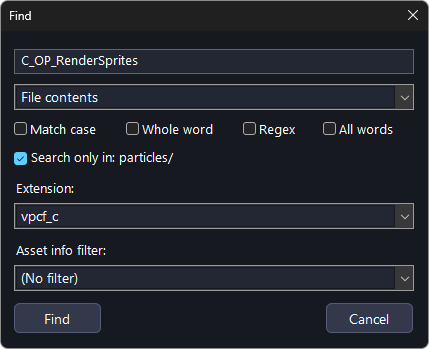 Find
C_OP_RenderSprites
File contents
Match case Whole word Regex All words
Search only in: particles/
Extension:
vpcf_c
Asset info filter:
(No filter)
Find Cancel